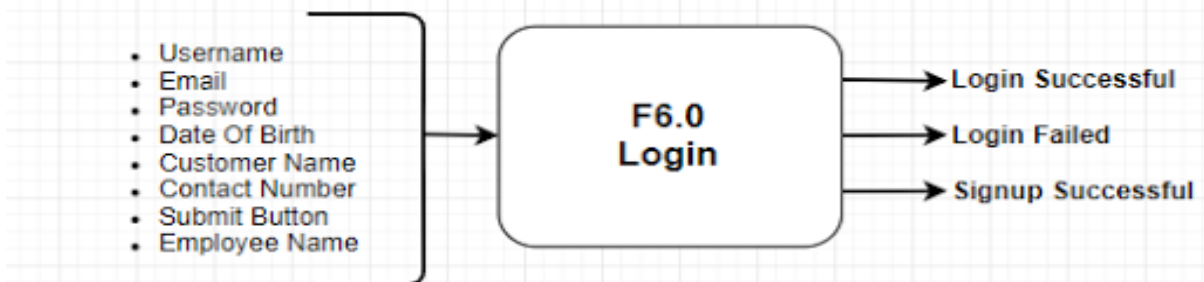 • Username
• Email
• Password
• Date Of Birth
• Customer Name
• Contact Number
• Submit Button
• Employee Name
F6.0
Login
Login Successful
Login Failed
Signup Successful